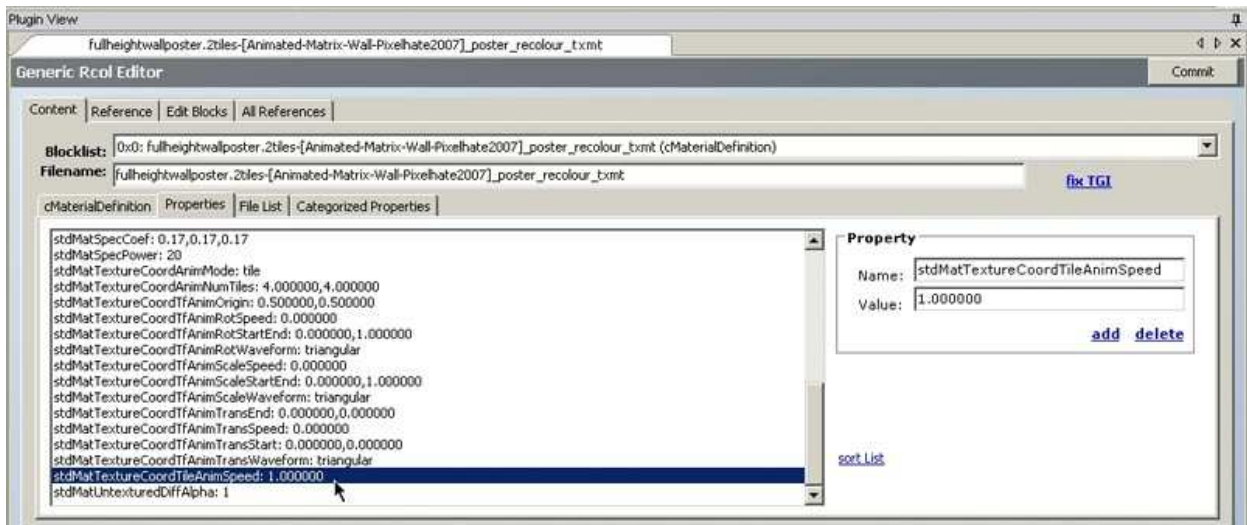 Plugin View
fullheightwallposter.2tiles-[Animated-Matrix-Wall-Pixelhate2007]_poster_recolour_txmt
Generic Rcol Editor
Commit
Content Reference Edit Blocks All References
Blocklist: 0x0: fullheightwallposter.2tiles-[Animated-Matrix-Wall-Pixelhate2007]_poster_recolour_txmt (cMaterialDefinition)
Filename: fullheightwallposter.2tiles-[Animated-Matrix-Wall-Pixelhate2007]_poster_recolour_txmt
fix TGI
cMaterialDefinition Properties File List Categorized Properties
stdMatSpecCoef: 0.17,0.17,0.17
stdMatSpecPower: 20
stdMatTextureCoordAnimMode: tile
stdMatTextureCoordAnimNumTiles: 4.000000,4.000000
stdMatTextureCoordTfAnimOrigin: 0.500000,0.500000
stdMatTextureCoordTfAnimRotSpeed: 0.000000
stdMatTextureCoordTfAnimRotStartEnd: 0.000000,1.000000
stdMatTextureCoordTfAnimRotWaveform: triangular
stdMatTextureCoordTfAnimScaleSpeed: 0.000000
stdMatTextureCoordTfAnimScaleStartEnd: 0.000000,1.000000
stdMatTextureCoordTfAnimScaleWaveform: triangular
stdMatTextureCoordTfAnimTransEnd: 0.000000,0.000000
stdMatTextureCoordTfAnimTransSpeed: 0.000000
stdMatTextureCoordTfAnimTransStart: 0.000000,0.000000
stdMatTextureCoordTfAnimTransWaveform: triangular
stdMatTextureCoordTileAnimSpeed: 1.000000
stdMatUntexturedDiffAlpha: 1
Property
Name: stdMatTextureCoordTileAnimSpeed
Value: 1.000000
add delete
sort List